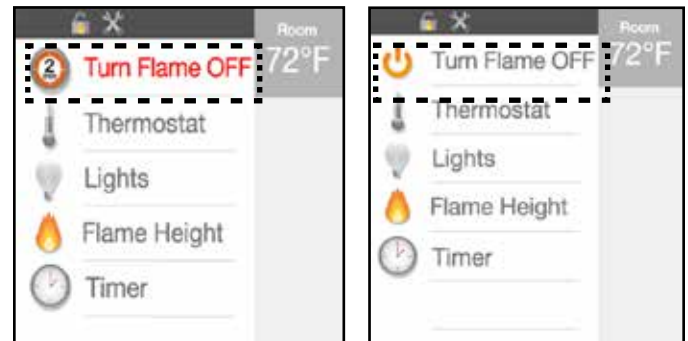 Room
72°F
2
Turn Flame OFF
Thermostat
Lights
Flame Height
Timer
Room
72°F
Turn Flame OFF
Thermostat
Lights
Flame Height
Timer